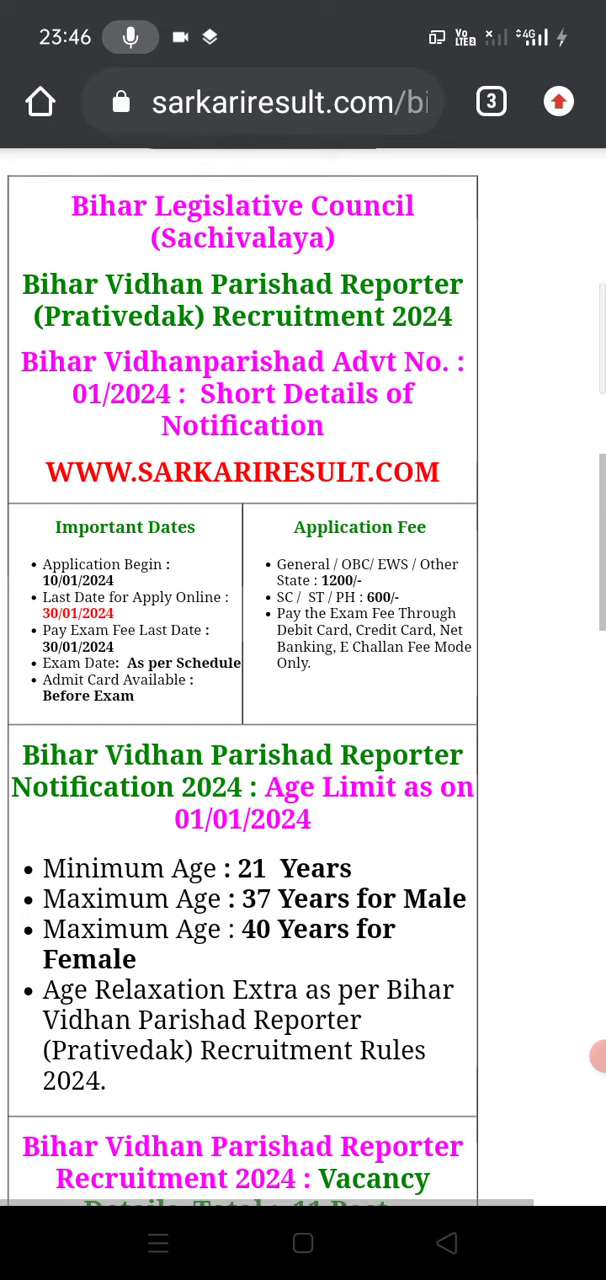 23:46
Vo
LTE2
4G
sarkariresult.com/bi
3
Bihar Legislative Council
(Sachivalaya)
Bihar Vidhan Parishad Reporter
(Prativedak) Recruitment 2024
Bihar Vidhanparishad Advt No. :
01/2024 : Short Details of
Notification
WWW.SARKARIRESULT.COM
Important Dates
• Application Begin :
10/01/2024
• Last Date for Apply Online :
30/01/2024
• Pay Exam Fee Last Date :
30/01/2024
• Exam Date: As per Schedule
• Admit Card Available :
Before Exam
Application Fee
• General / OBC/ EWS / Other
State : 1200/-
• SC / ST / PH : 600/-
• Pay the Exam Fee Through
Debit Card, Credit Card, Net
Banking, E Challan Fee Mode
Only.
Bihar Vidhan Parishad Reporter
Notification 2024 : Age Limit as on
01/01/2024
• Minimum Age : 21 Years
• Maximum Age : 37 Years for Male
• Maximum Age : 40 Years for
Female
• Age Relaxation Extra as per Bihar
Vidhan Parishad Reporter
(Prativedak) Recruitment Rules
2024.
Bihar Vidhan Parishad Reporter
Recruitment 2024 : Vacancy
Details Total : 11 Post